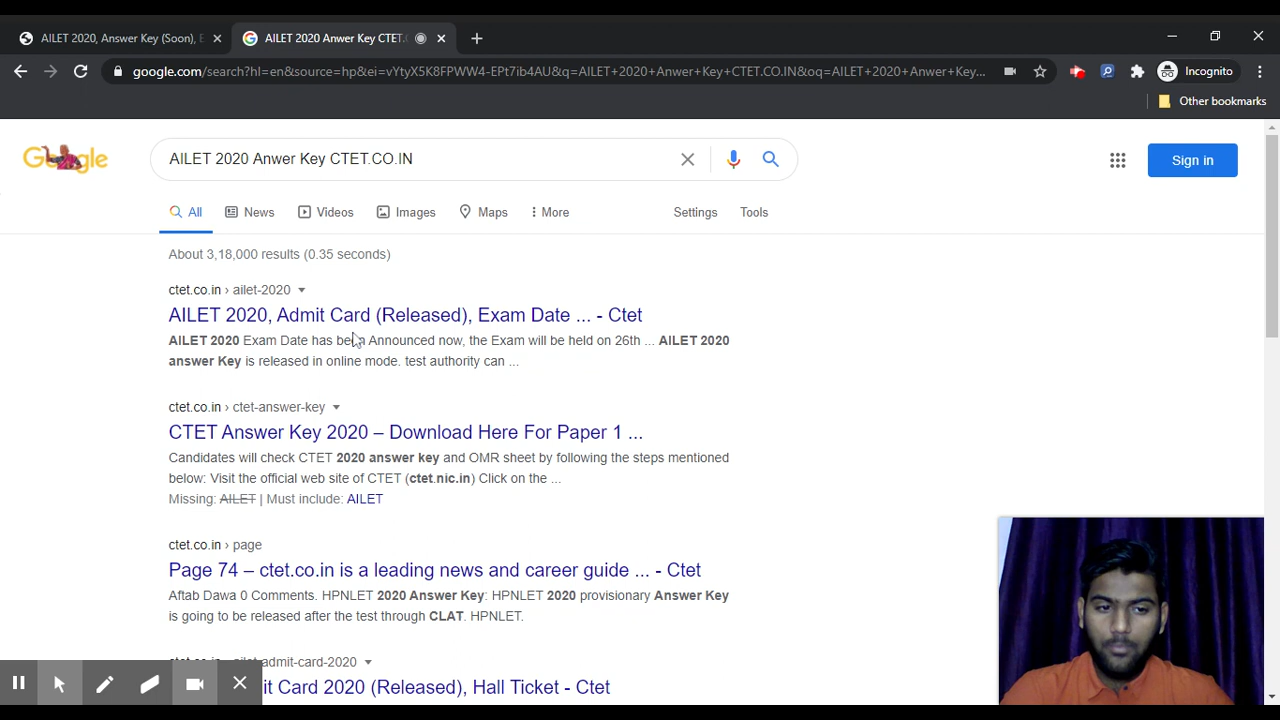 AILET 2020, Answer Key (Soon), E
AILET 2020 Anwer Key CTET.C
google.com/search?hl=en&source=hp&ei=vYtyX5K8FPWW4-EPt7ib4AU&q=AILET+2020+Anwer+Key+CTET.CO.IN&oq=AILET+2020+Anwer+Key...
Incognito
Other bookmarks
Google
AILET 2020 Anwer Key CTET.CO.IN
Sign in
All News Videos Images Maps More Settings Tools
About 3,18,000 results (0.35 seconds)
ctet.co.in › ailet-2020
AILET 2020, Admit Card (Released), Exam Date ... - Ctet
AILET 2020 Exam Date has been Announced now, the Exam will be held on 26th ... AILET 2020
answer Key is released in online mode. test authority can ...
ctet.co.in › ctet-answer-key
CTET Answer Key 2020 – Download Here For Paper 1 ...
Candidates will check CTET 2020 answer key and OMR sheet by following the steps mentioned
below: Visit the official web site of CTET (ctet.nic.in) Click on the ...
Missing: AILET | Must include: AILET
ctet.co.in › page
Page 74 – ctet.co.in is a leading news and career guide ... - Ctet
Aftab Dawa 0 Comments. HPNLET 2020 Answer Key: HPNLET 2020 provisionary Answer Key
is going to be released after the test through CLAT. HPNLET.
admit-card-2020
it Card 2020 (Released), Hall Ticket - Ctet